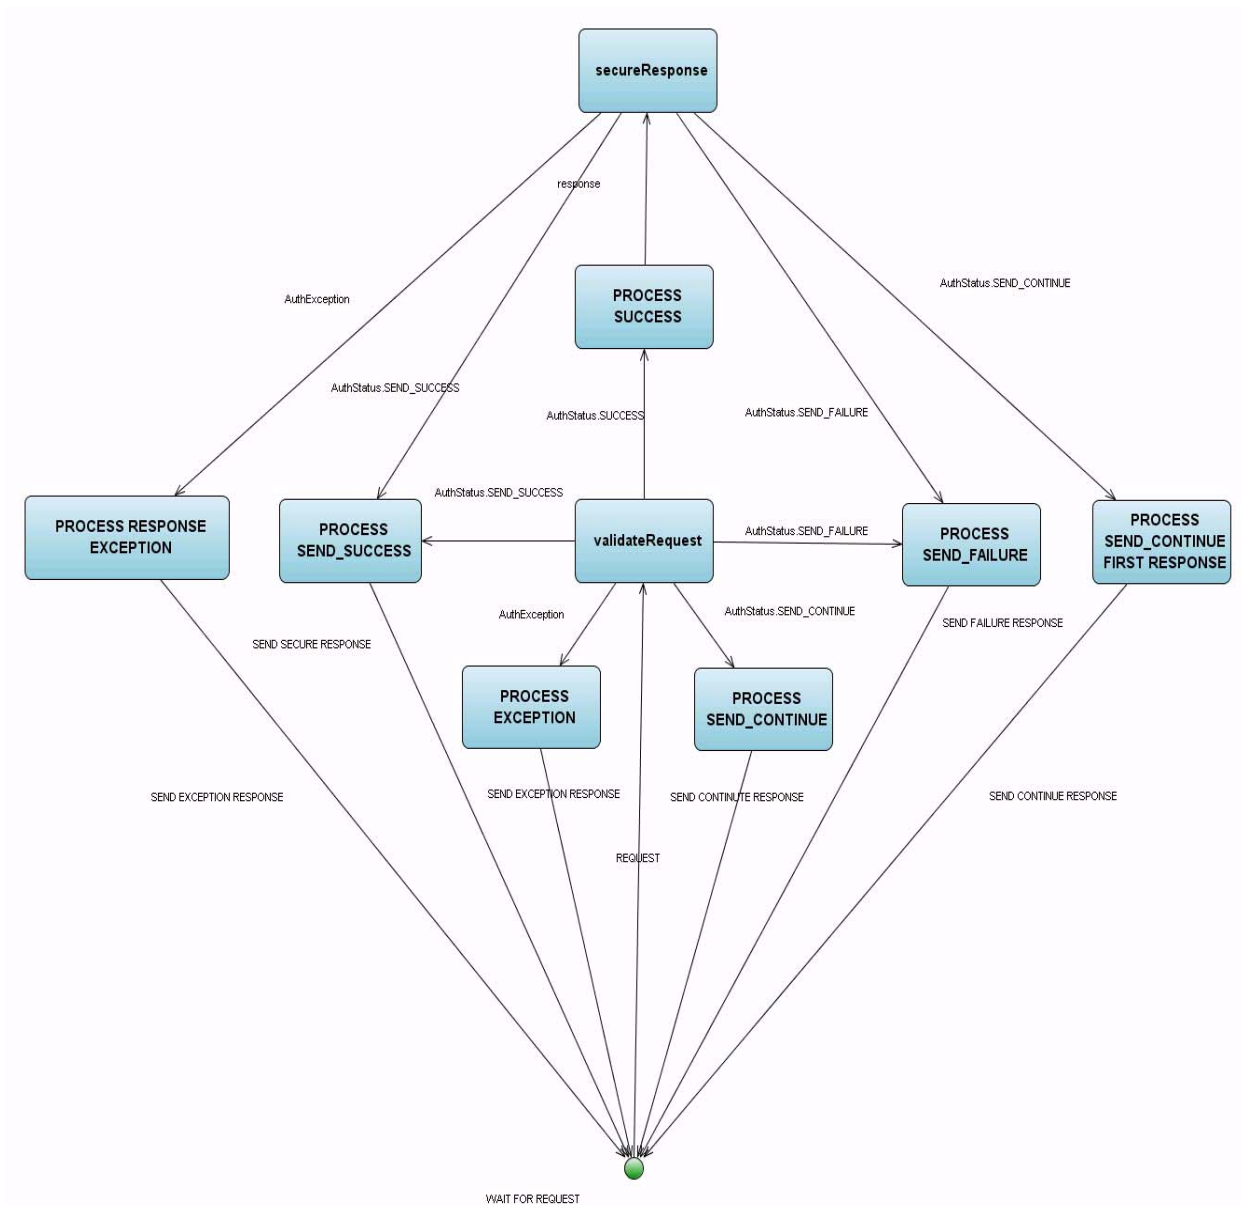 secureResponse
response
PROCESS
SUCCESS
AuthStatus.SEND_CONTINUE
AuthException
AuthStatus.SEND_SUCCESS
AuthStatus.SUCCESS
AuthStatus.SEND_FAILURE
AuthStatus.SEND_SUCCESS
PROCESS RESPONSE
EXCEPTION
PROCESS
SEND_SUCCESS
validateRequest
AuthStatus.SEND_FAILURE
PROCESS
SEND_FAILURE
PROCESS
SEND_CONTINUE
FIRST RESPONSE
AuthException
AuthStatus.SEND_CONTINUE
SEND FAILURE RESPONSE
SEND SECURE RESPONSE
PROCESS
EXCEPTION
PROCESS
SEND_CONTINUE
SEND EXCEPTION RESPONSE
SEND EXCEPTION RESPONSE
SEND CONTINUTE RESPONSE
SEND CONTINUE RESPONSE
REQUEST
WAIT FOR REQUEST